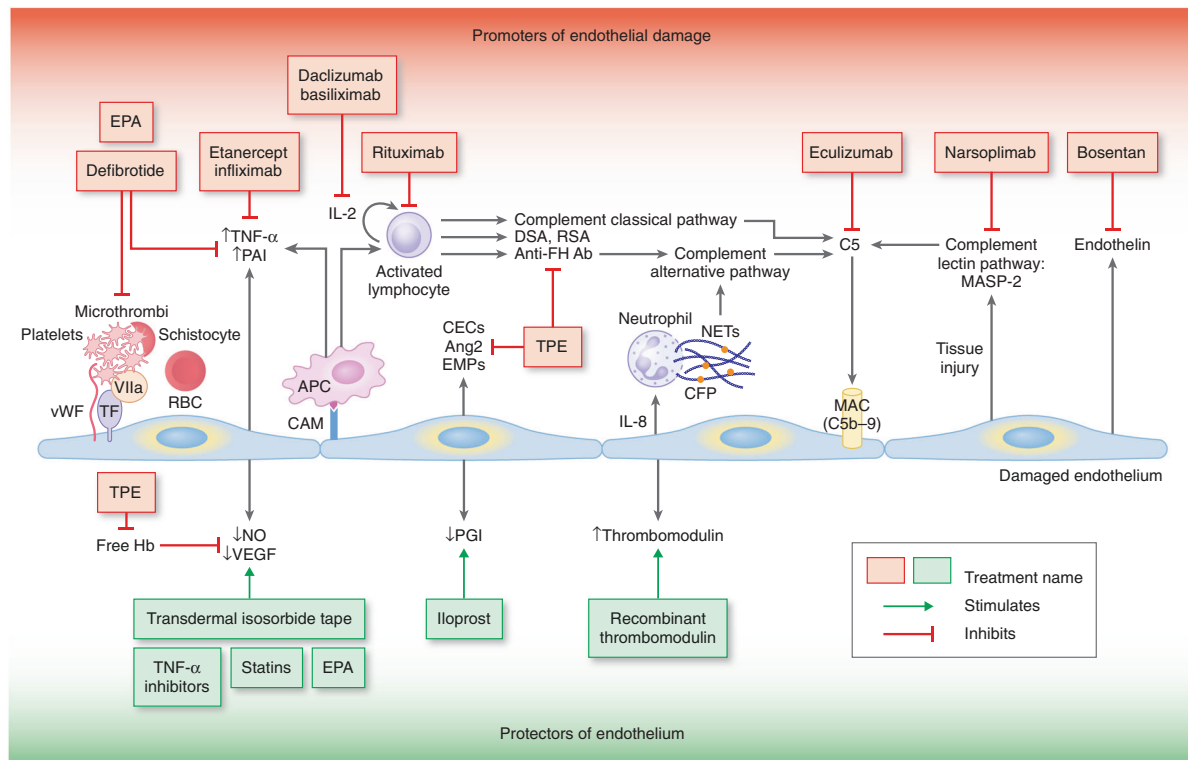 Promoters of endothelial damage
Daclizumab
basiliximab
EPA
Defibrotide
Etanercept
infliximab
Rituximab
Eculizumab
Narsoplimab
Bosentan
IL-2
↑TNF-α
↑PAI
Activated
lymphocyte
Complement classical pathway
DSA, RSA
Anti-FH Ab
Complement
alternative pathway
C5
Complement
lectin pathway:
MASP-2
Endothelin
Microthrombi
Platelets
Schistocyte
VIIa
TF
vWF
RBC
APC
CAM
CECs
Ang2
EMPs
TPE
Neutrophil
NETs
CFP
IL-8
MAC
(C5b–9)
Tissue
injury
Damaged endothelium
TPE
Free Hb
↓NO
↓VEGF
↓PGI
↑Thrombomodulin
Transdermal isosorbide tape
TNF-α
inhibitors
Statins
EPA
Iloprost
Recombinant
thrombomodulin
Treatment name
Stimulates
Inhibits
Protectors of endothelium